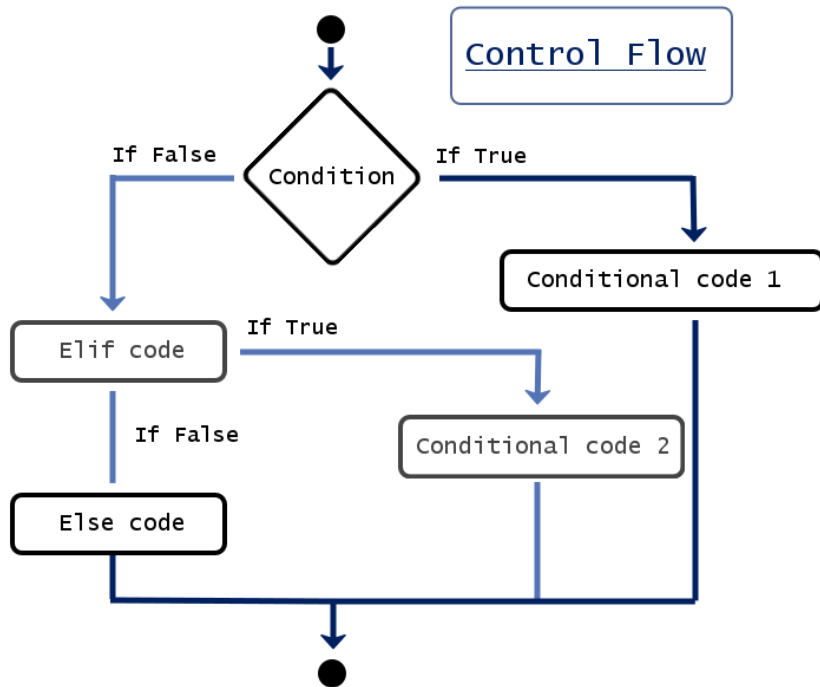 Control Flow
If False
If True
Condition
Conditional code 1
Elif code
If True
If False
Conditional code 2
Else code